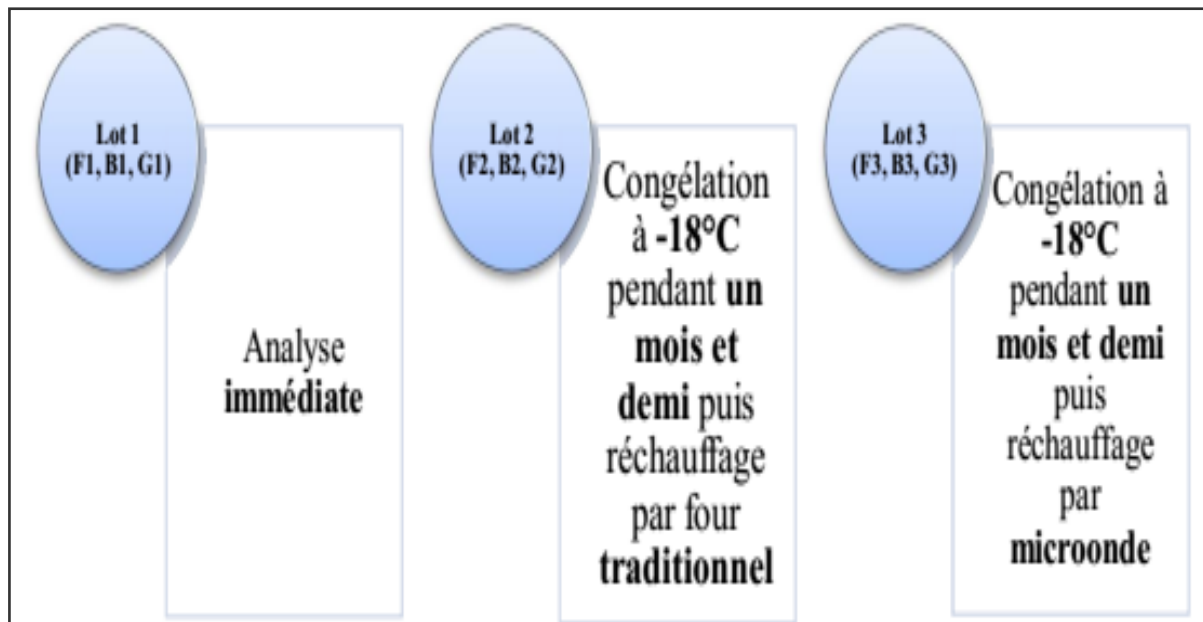 Lot 1
(F1, B1, G1)
Analyse
immédiate
Lot 2
(F2, B2, G2)
Congélation
à -18°C
pendant un
mois et
demi puis
réchauffage
par four
traditionnel
Lot 3
(F3, B3, G3)
Congélation à
-18°C
pendant un
mois et demi
puis
réchauffage
par
microonde